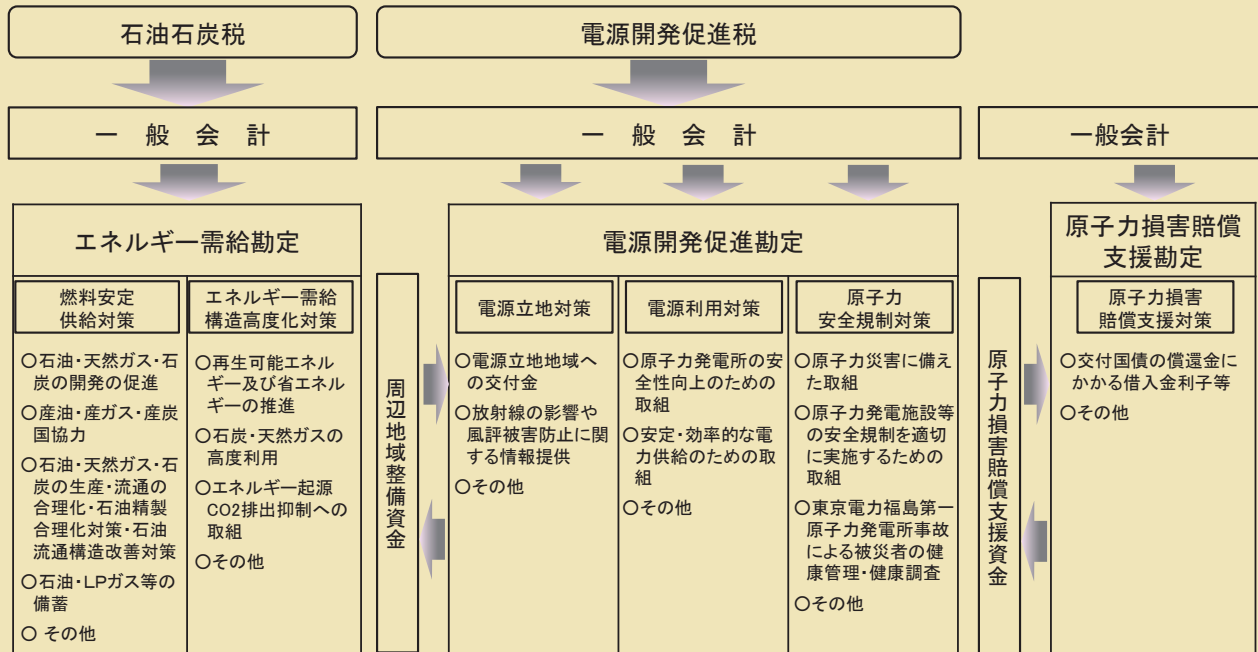 石油石炭税
電源開発促進税
一般会計
一般会計
一般会計
エネルギー需給勘定
燃料安定
供給対策
○石油・天然ガス・石
炭の開発の促進
○産油・産ガス・産炭
国協力
○石油・天然ガス・石
炭の生産・流通の
合理化・石油精製
合理化対策・石油
流通構造改善対策
○石油・LPガス等の
備蓄
○ その他
エネルギー需給
構造高度化対策
○再生可能エネル
ギー及び省エネル
ギーの推進
○石炭・天然ガスの
高度利用
○エネルギー起源
CO2排出抑制への
取組
○その他
周辺地域整備資金
電源開発促進勘定
電源立地対策
○電源立地地域へ
の交付金
○放射線の影響や
風評被害防止に関
する情報提供
○その他
電源利用対策
○原子力発電所の安
全性向上のための
取組
○安定・効率的な電
力供給のための取
組
○その他
原子力
安全規制対策
○原子力災害に備え
た取組
○原子力発電施設等
の安全規制を適切
に実施するための
取組
○東京電力福島第一
原子力発電所事故
による被災者の健
康管理・健康調査
○その他
原子力損害賠償支援資金
原子力損害賠償
支援勘定
原子力損害
賠償支援対策
○交付国債の償還金に
かかる借入金利子等
○その他